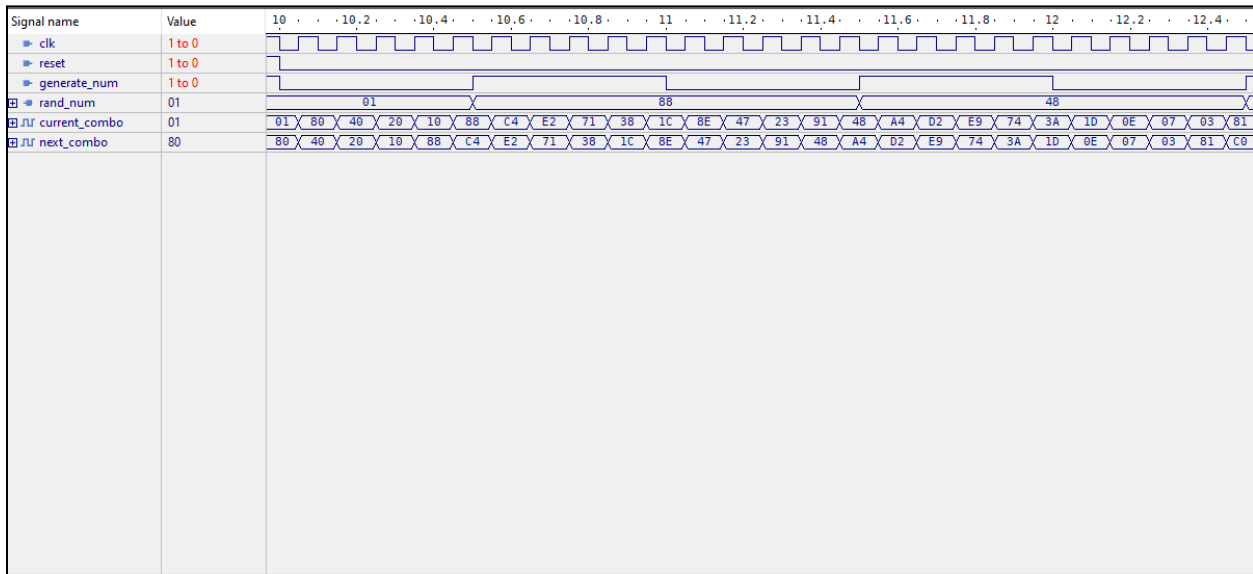 Signal name Value 10 · · · 10.2 · · · 10.4 · · · 10.6 · · · 10.8 · · · 11 · · · 11.2 · · · 11.4 · · · 11.6 · · · 11.8 · · · 12 · · · 12.2 · · · 12.4 ·
clk 1 to 0
reset 1 to 0
generate_num 1 to 0
rand_num 01 01 88 48
current_combo 01 01 80 40 20 10 88 C4 E2 71 38 1C 8E 47 23 91 48 A4 D2 E9 74 3A 1D 0E 07 03 81
next_combo 80 80 40 20 10 88 C4 E2 71 38 1C 8E 47 23 91 48 A4 D2 E9 74 3A 1D 0E 07 03 81 C0